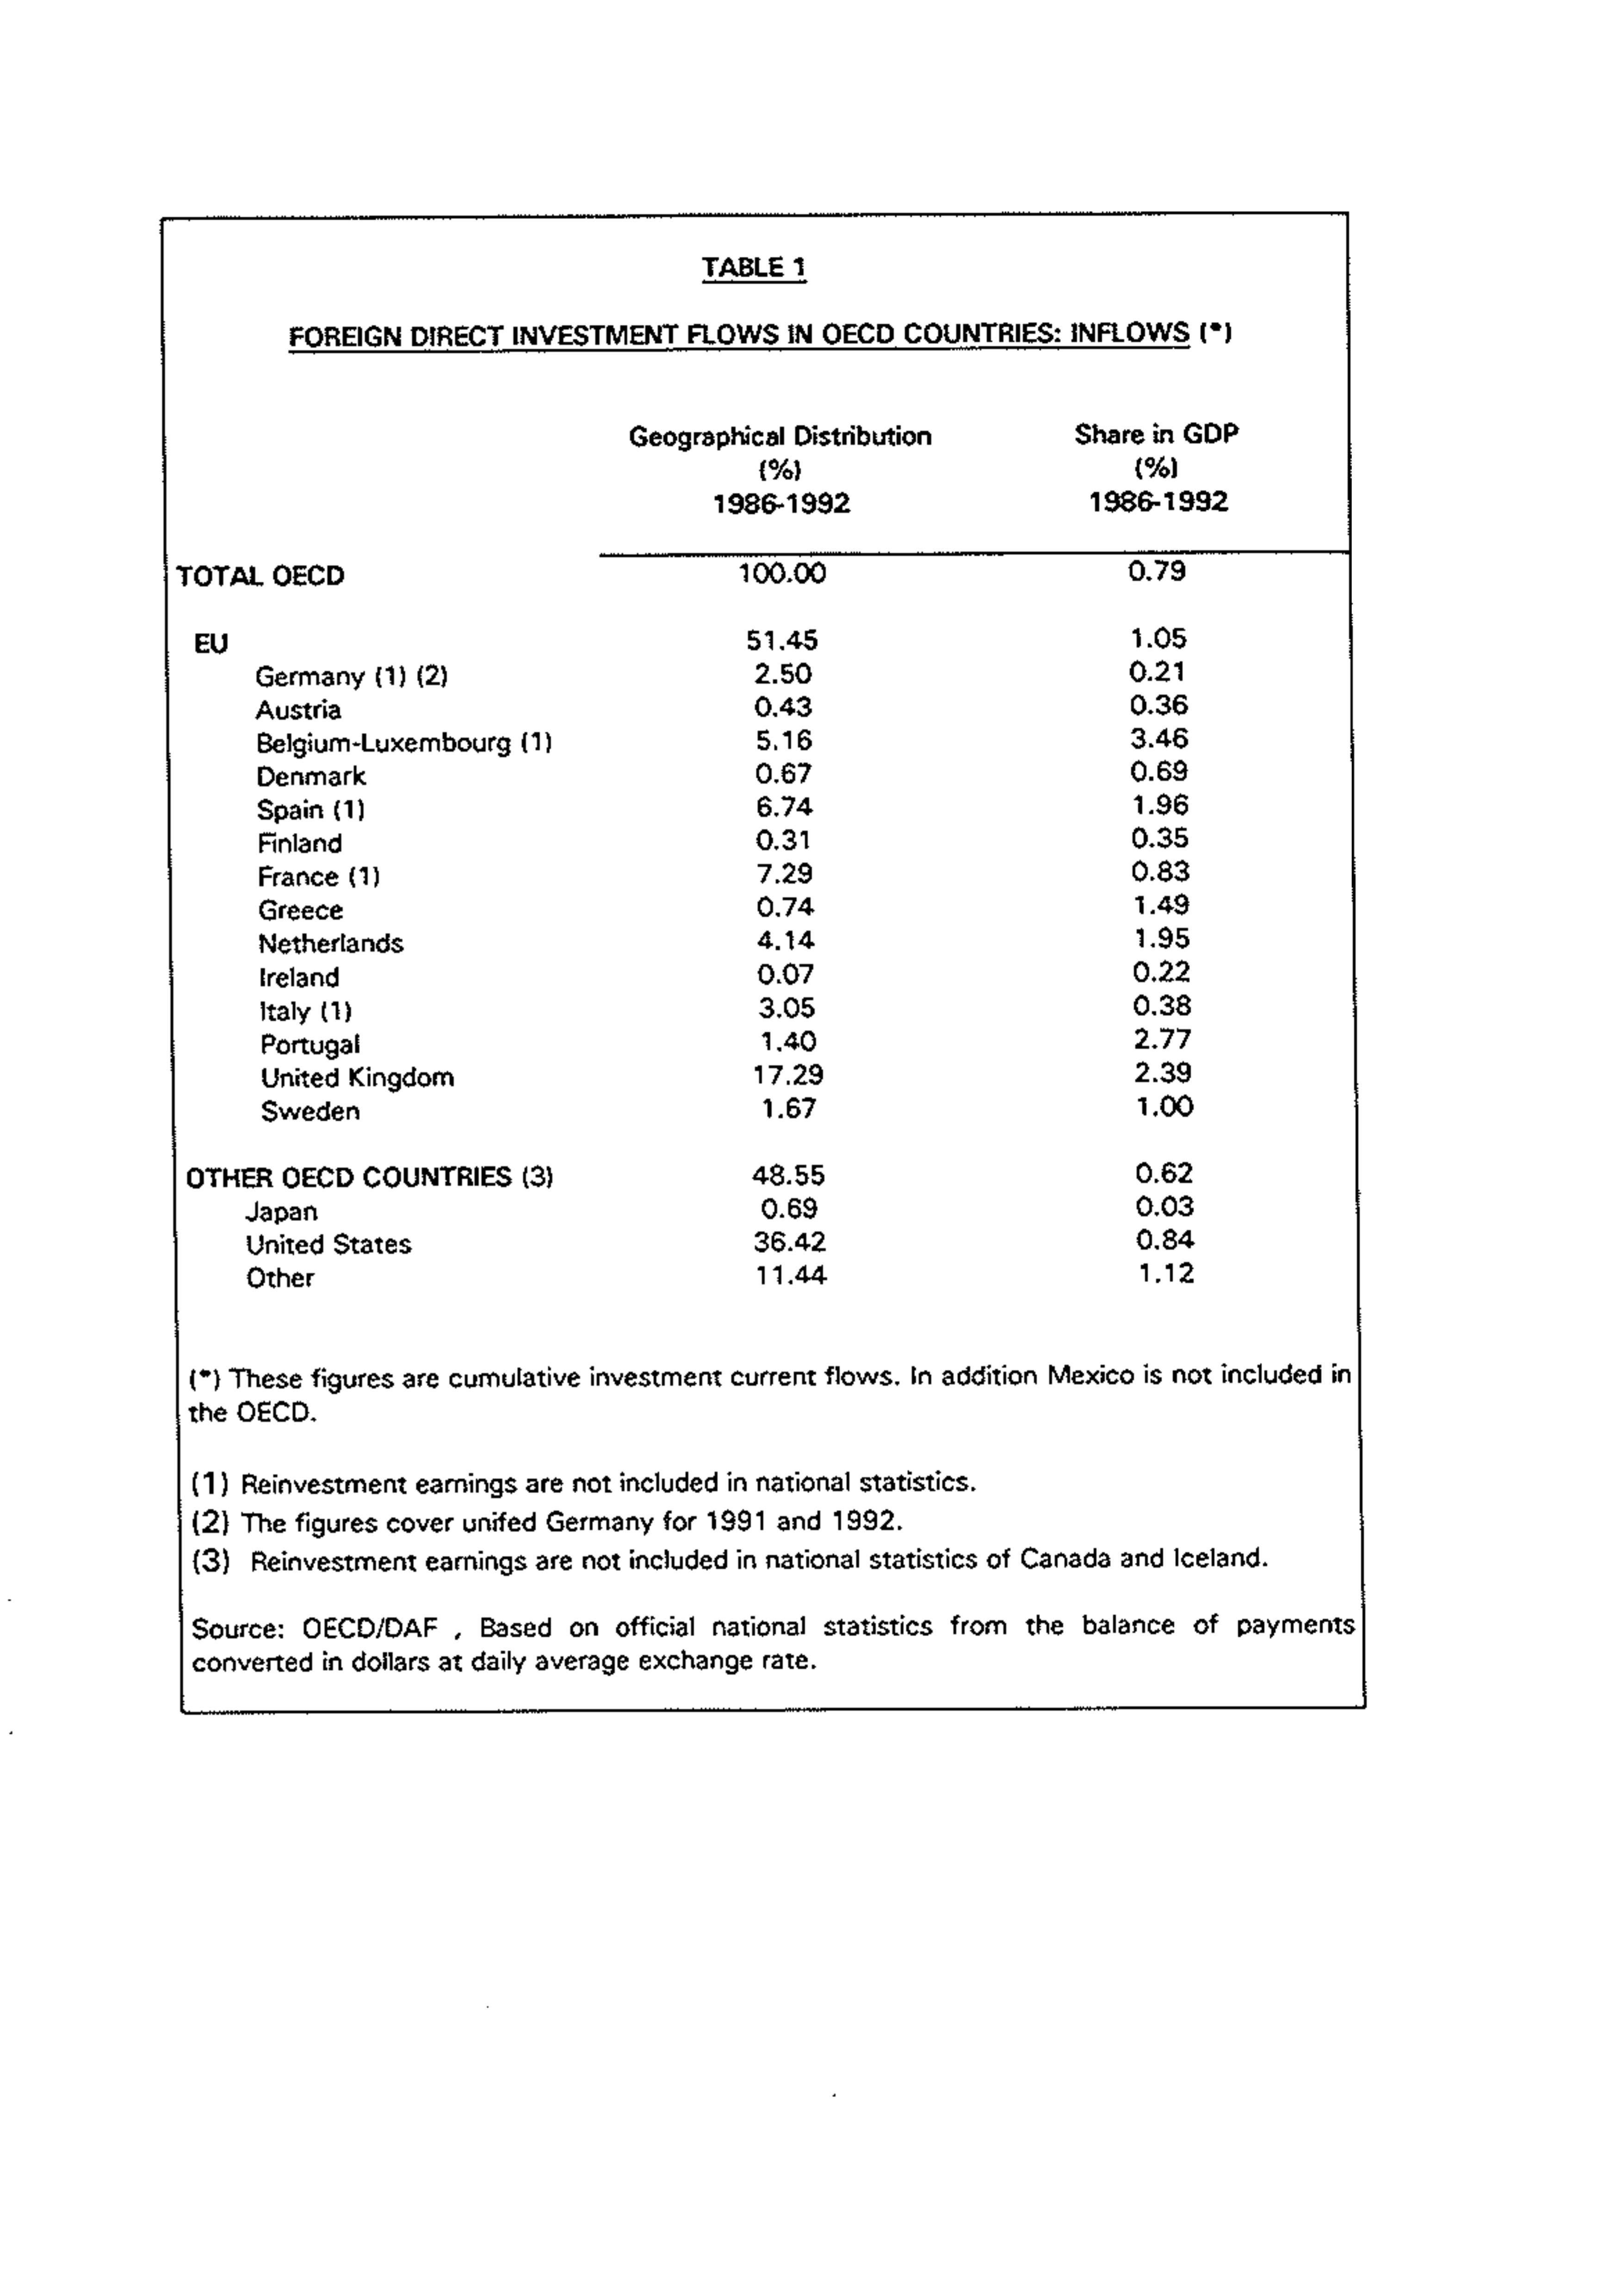 TABLE 1
FOREIGN DIRECT INVESTMENT FLOWS IN OECD COUNTRIES: INFLOWS (*)
Geographical Distribution Share in GDP
(%) (%)
1986-1992 1986-1992
TOTAL OECD 100.00 0.79
EU 51.45 1.05
Germany (1) (2) 2.50 0.21
Austria 0.43 0.36
Belgium-Luxembourg (1) 5.16 3.46
Denmark 0.67 0.69
Spain (1) 6.74 1.96
Finland 0.31 0.35
France (1) 7.29 0.83
Greece 0.74 1.49
Netherlands 4.14 1.95
Ireland 0.07 0.22
Italy (1) 3.05 0.38
Portugal 1.40 2.77
United Kingdom 17.29 2.39
Sweden 1.67 1.00
OTHER OECD COUNTRIES (3) 48.55 0.62
Japan 0.69 0.03
United States 36.42 0.84
Other 11.44 1.12
(*) These figures are cumulative investment current flows. In addition Mexico is not included in
the OECD.
(1) Reinvestment earnings are not included in national statistics.
(2) The figures cover unifed Germany for 1991 and 1992.
(3) Reinvestment earnings are not included in national statistics of Canada and Iceland.
Source: OECD/DAF , Based on official national statistics from the balance of payments
converted in dollars at daily average exchange rate.